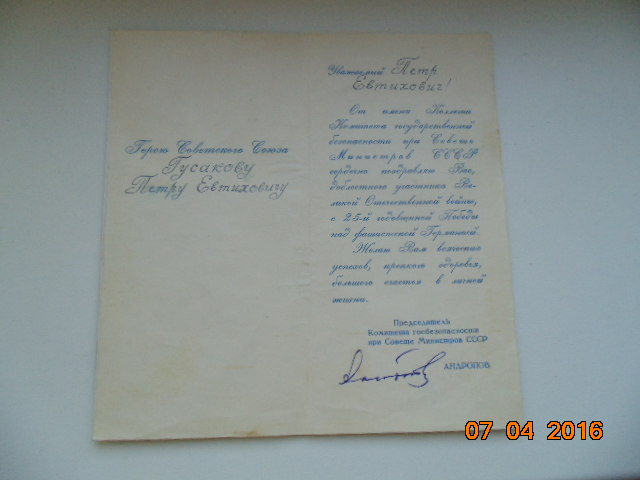 Герою Советского Союза
Гусакову
Петру Евтиховичу
Уважаемый Петр
Евтихович!
От имени Коллегии
Комитета государственной
безопасности при Совете
Министров СССР
сердечно поздравляю Вас,
доблестного участника Ве-
ликой Отечественной войны,
с 25-й годовщиной Победы
над фашистской Германией.
Желаю Вам всяческих
успехов, крепкого здоровья,
большого счастья в личной
жизни.
Председатель
Комитета госбезопасности
при Совете Министров СССР
АНДРОПОВ
07 04 2016